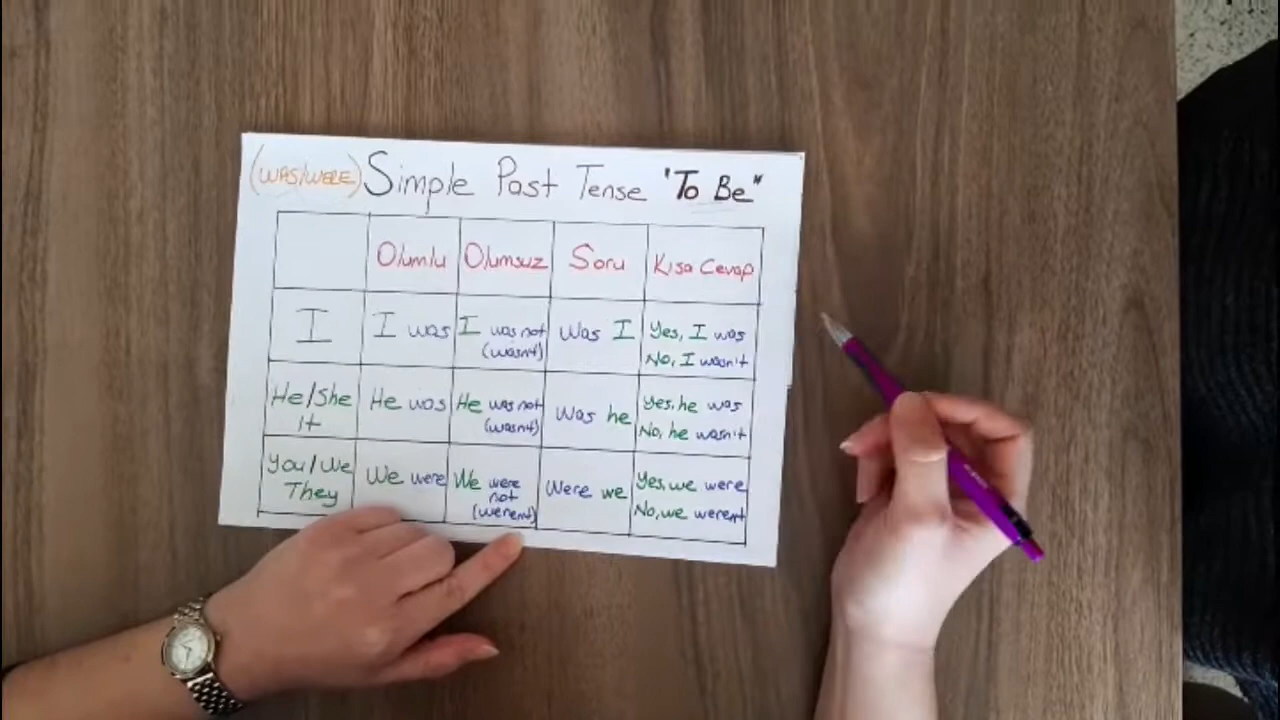 (WAS/WERE) Simple Past Tense "To Be"
Olumlu Olumsuz Soru Kısa Cevap
I I was I was not (wasn't) Was I Yes, I was
No, I wasn't
He/She It He was He was not (wasn't) Was he Yes, he was
No, he wasn't
You/We They We were We were not (weren't) Were we Yes, we were
No, we weren't